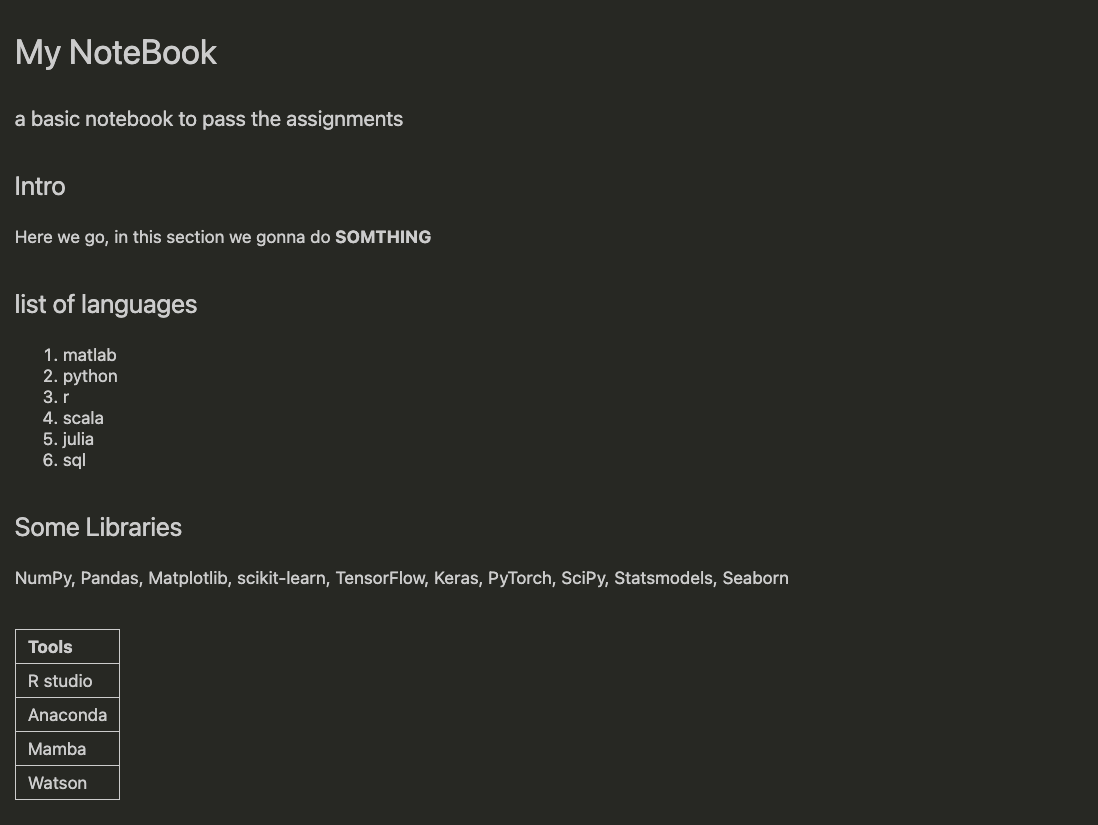 My NoteBook
a basic notebook to pass the assignments
Intro
Here we go, in this section we gonna do SOMTHING
list of languages
1. matlab
2. python
3. r
4. scala
5. julia
6. sql
Some Libraries
NumPy, Pandas, Matplotlib, scikit-learn, TensorFlow, Keras, PyTorch, SciPy, Statsmodels, Seaborn
Tools
R studio
Anaconda
Mamba
Watson